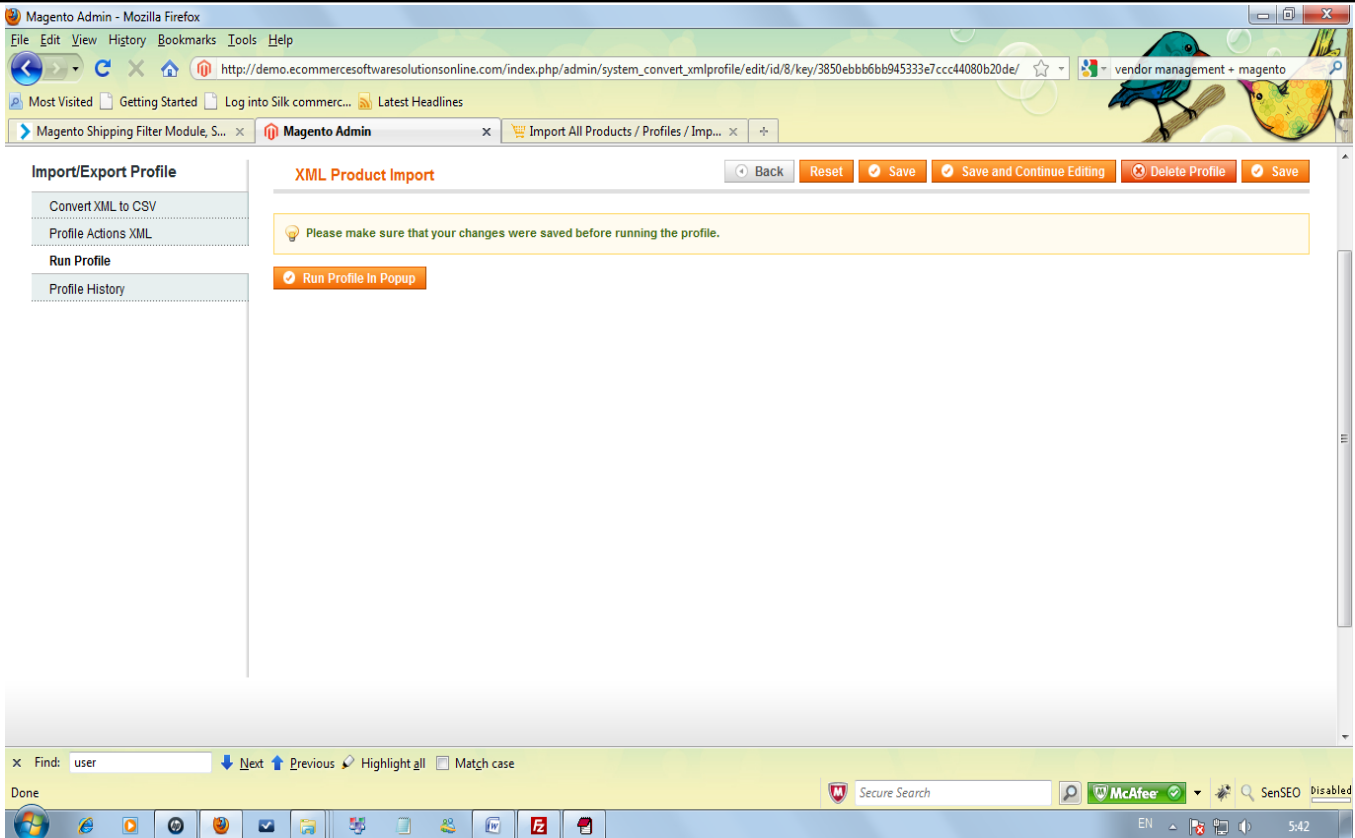 Magento Admin - Mozilla Firefox
File Edit View History Bookmarks Tools Help
http://demo.ecommercesoftwaresolutionsonline.com/index.php/admin/system_convert_xmlprofile/edit/id/8/key/3850ebbb6bb945333e7ccc44080b20de/ vendor management + magento
Most Visited Getting Started Log into Silk commerc... Latest Headlines
Magento Shipping Filter Module, S... Magento Admin Import All Products / Profiles / Imp...
Import/Export Profile
Convert XML to CSV
Profile Actions XML
Run Profile
Profile History
XML Product Import Back Reset Save Save and Continue Editing Delete Profile Save
Please make sure that your changes were saved before running the profile.
Run Profile In Popup
Find: user Next Previous Highlight all Match case
Done Secure Search McAfee SenSEO Disabled
EN 5:42